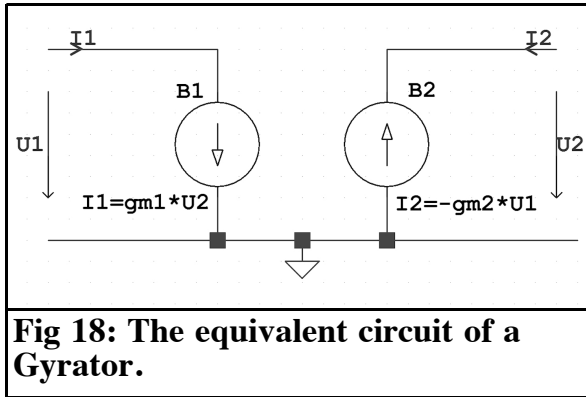 I1
I2
B1
B2
U1
U2
I1=gm1*U2
I2=-gm2*U1
Fig 18: The equivalent circuit of a
Gyrator.